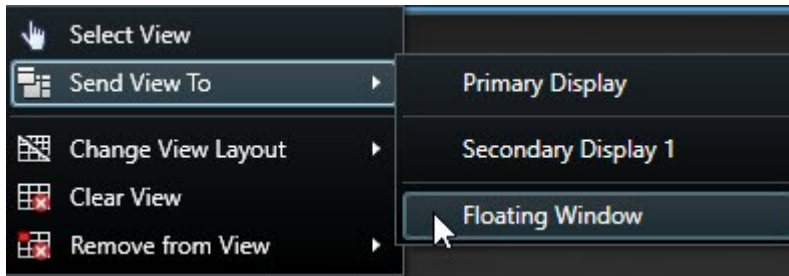 Select View
Send View To
Change View Layout
Clear View
Remove from View
Primary Display
Secondary Display 1
Floating Window